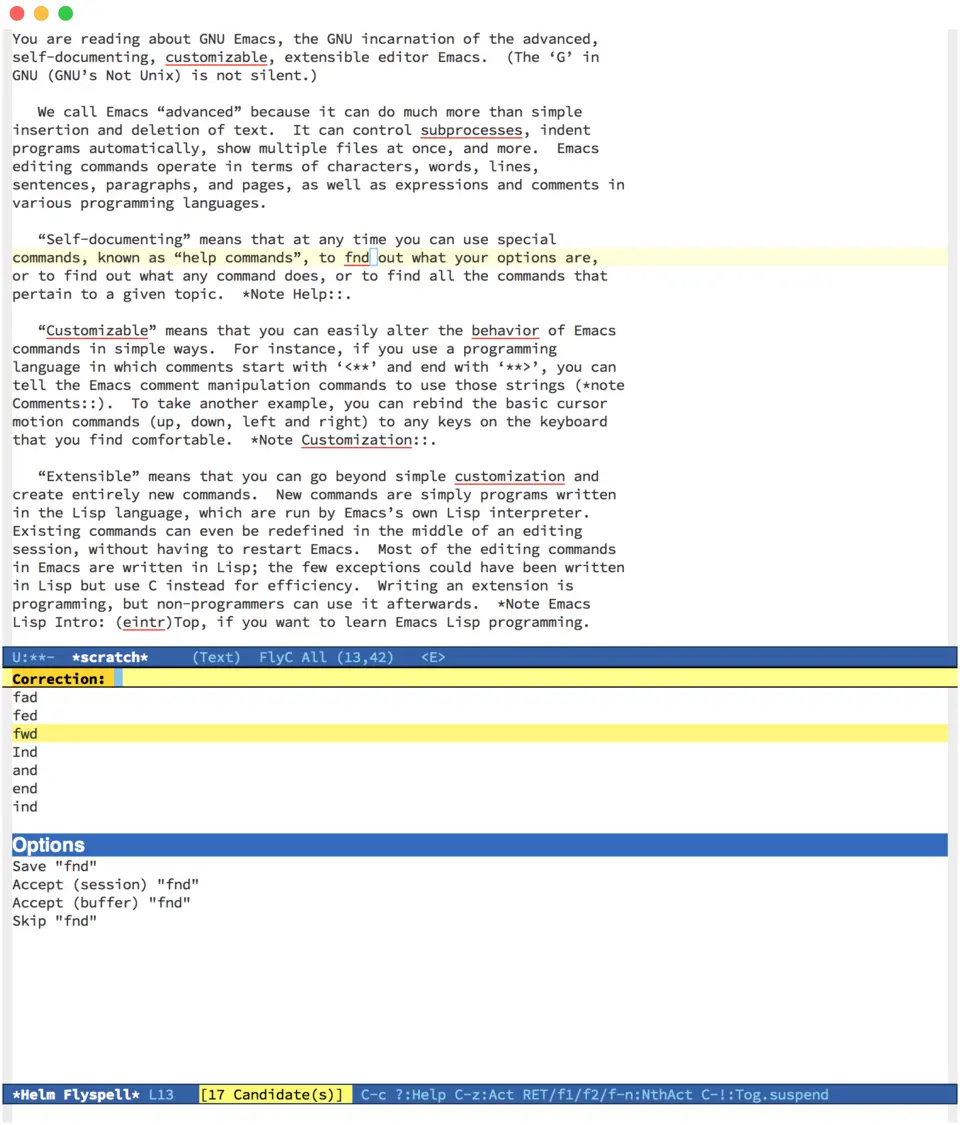 You are reading about GNU Emacs, the GNU incarnation of the advanced,
self-documenting, customizable, extensible editor Emacs.  (The ‘G’ in
GNU (GNU’s Not Unix) is not silent.)
We call Emacs “advanced” because it can do much more than simple
insertion and deletion of text.  It can control subprocesses, indent
programs automatically, show multiple files at once, and more.  Emacs
editing commands operate in terms of characters, words, lines,
sentences, paragraphs, and pages, as well as expressions and comments in
various programming languages.
“Self-documenting” means that at any time you can use special
commands, known as “help commands”, to fnd out what your options are,
or to find out what any command does, or to find all the commands that
pertain to a given topic.  *Note Help::.
“Customizable” means that you can easily alter the behavior of Emacs
commands in simple ways.  For instance, if you use a programming
language in which comments start with ‘<**’ and end with ‘**>’, you can
tell the Emacs comment manipulation commands to use those strings (*note
Comments::).  To take another example, you can rebind the basic cursor
motion commands (up, down, left and right) to any keys on the keyboard
that you find comfortable.  *Note Customization::.
“Extensible” means that you can go beyond simple customization and
create entirely new commands.  New commands are simply programs written
in the Lisp language, which are run by Emacs’s own Lisp interpreter.
Existing commands can even be redefined in the middle of an editing
session, without having to restart Emacs.  Most of the editing commands
in Emacs are written in Lisp; the few exceptions could have been written
in Lisp but use C instead for efficiency.  Writing an extension is
programming, but non-programmers can use it afterwards.  *Note Emacs
Lisp Intro: (eintr)Top, if you want to learn Emacs Lisp programming.
U:**-  *scratch*     (Text)  FlyC All (13,42)   <E>
Correction:
fad
fed
fwd
Ind
and
end
ind
Options
Save "fnd"
Accept (session) "fnd"
Accept (buffer) "fnd"
Skip "fnd"
*Helm Flyspell* L13   [17 Candidate(s)] C-c ?:Help C-z:Act RET/f1/f2/f-n:NthAct C-!:Tog.suspend